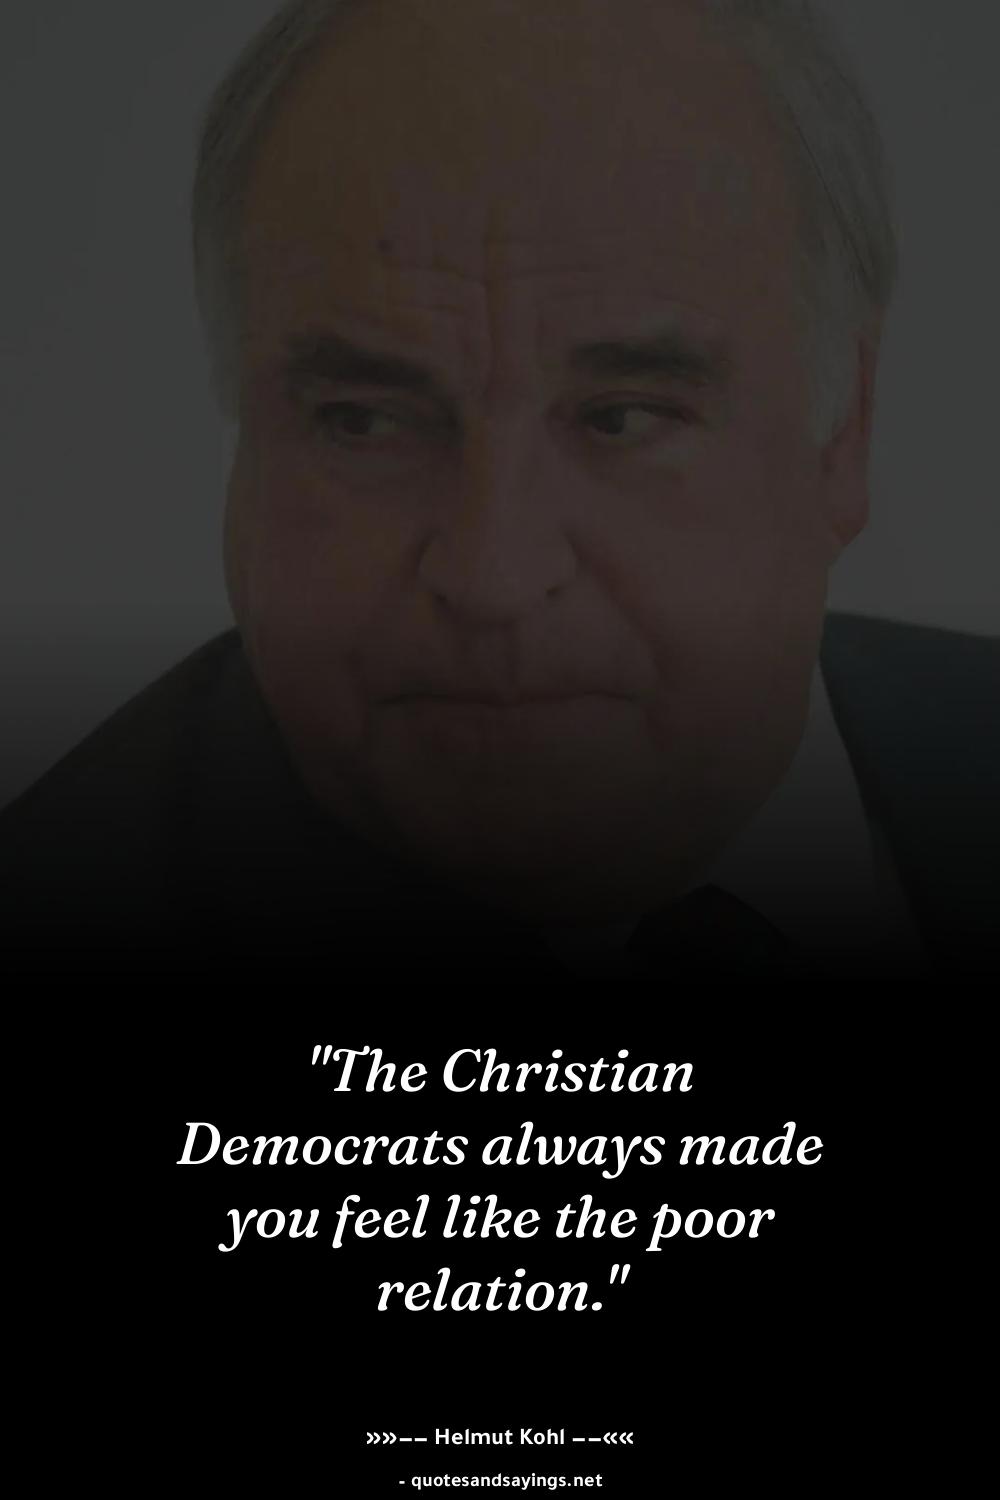 "The Christian
Democrats always made
you feel like the poor
relation."
»»−− Helmut Kohl −−««
- quotesandsayings.net